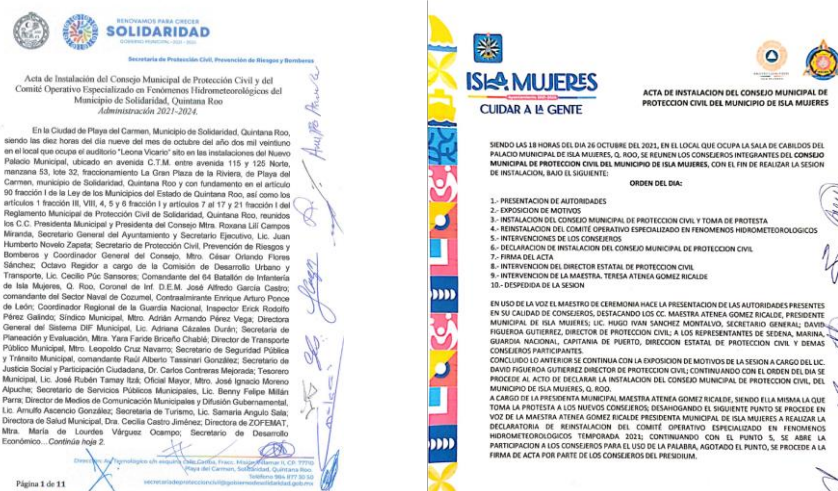 RENOVAMOS PARA CRECER
SOLIDARIDAD
GOBIERNO MUNICIPAL 2021 - 2024
Secretaría de Protección Civil, Prevención de Riesgos y Bomberos
Acta de Instalación del Consejo Municipal de Protección Civil y del
Comité Operativo Especializado en Fenómenos Hidrometeorológicos del
Municipio de Solidaridad, Quintana Roo
Administración 2021-2024.
En la Ciudad de Playa del Carmen, Municipio de Solidaridad, Quintana Roo,
siendo las diez horas del día nueve del mes de octubre del año dos mil veintiuno
en el local que ocupa el auditorio "Leona Vicario" sito en las instalaciones del Nuevo
Palacio Municipal, ubicado en avenida C.T.M. entre avenida 115 y 125 Norte,
manzana 53, lote 32, fraccionamiento La Gran Plaza de la Riviera, de Playa del
Carmen, municipio de Solidaridad, Quintana Roo y con fundamento en el artículo
90 fracción I de la Ley de los Municipios del Estado de Quintana Roo, así como los
artículos 1 fracción III, VIII, 4, 5 y 6 fracción I y artículos 7 al 17 y 21 fracción I del
Reglamento Municipal de Protección Civil de Solidaridad, Quintana Roo, reunidos
los C.C. Presidenta Municipal y Presidenta del Consejo Mtra. Roxana Lili Campos
Miranda, Secretario General del Ayuntamiento y Secretario Ejecutivo, Lic. Juan
Humberto Novelo Zapata; Secretario de Protección Civil, Prevención de Riesgos y
Bomberos y Coordinador General del Consejo, Mtro. César Orlando Flores
Sánchez; Octavo Regidor a cargo de la Comisión de Desarrollo Urbano y
Transporte, Lic. Cecilio Púc Sansores; Comandante del 64 Batallón de Infantería
de Isla Mujeres, Q. Roo, Coronel de Inf. D.E.M. José Alfredo García Castro;
comandante del Sector Naval de Cozumel, Contraalmirante Enrique Arturo Ponce
de León; Coordinador Regional de la Guardia Nacional, Inspector Erick Rodolfo
Pérez Galindo; Síndico Municipal, Mtro. Adrián Armando Pérez Vega; Directora
General del Sistema DIF Municipal, Lic. Adriana Cázales Durán; Secretaria de
Planeación y Evaluación, Mtra. Yara Faride Briceño Chablé; Director de Transporte
Público Municipal, Mtro. Leopoldo Cruz Navarro; Secretario de Seguridad Pública
y Tránsito Municipal, comandante Raúl Alberto Tassinari González; Secretario de
Justicia Social y Participación Ciudadana, Dr. Carlos Contreras Mejorada; Tesorero
Municipal, Lic. José Rubén Tamay Itzá; Oficial Mayor, Mtro. José Ignacio Moreno
Alpuche; Secretario de Servicios Públicos Municipales, Lic. Benny Felipe Millán
Parra; Director de Medios de Comunicación Municipales y Difusión Gubernamental,
Lic. Arnulfo Ascencio González; Secretaria de Turismo, Lic. Samaria Angulo Sala;
Directora de Salud Municipal, Dra. Cecilia Castro Jiménez; Directora de ZOFEMAT,
Mtra. María de Lourdes Várguez Ocampo; Secretario de Desarrollo
Económico...Continúa hoja 2.
Página 1 de 11
Playa del Carmen, Solidaridad, Quintana Roo.
Teléfono 984 877 30 50
secretariadeproteccioncivil@gobiernodesolidaridad.gob.mx
ISLA MUJERES
CUIDAR A LA GENTE
ACTA DE INSTALACION DEL CONSEJO MUNICIPAL DE
PROTECCION CIVIL DEL MUNICIPIO DE ISLA MUJERES
SIENDO LAS 18 HORAS DEL DIA 26 OCTUBRE DEL 2021, EN EL LOCAL QUE OCUPA LA SALA DE CABILDOS DEL
PALACIO MUNICIPAL DE ISLA MUJERES, Q. ROO, SE REUNEN LOS CONSEJEROS INTEGRANTES DEL CONSEJO
MUNICIPAL DE PROTECCION CIVIL DEL MUNICIPIO DE ISLA MUJERES, CON EL FIN DE REALIZAR LA SESION
DE INSTALACION, BAJO EL SIGUIENTE:
ORDEN DEL DIA:
1.- PRESENTACION DE AUTORIDADES
2.- EXPOSICION DE MOTIVOS
3.- INSTALACION DEL CONSEJO MUNICIPAL DE PROTECCION CIVIL Y TOMA DE PROTESTA
4.- REINSTALACION DEL COMITÉ OPERATIVO ESPECIALIZADO EN FENOMENOS HIDROMETEOROLOGICOS
5.- INTERVENCIONES DE LOS CONSEJEROS
6.- DECLARACION DE INSTALACION DEL CONSEJO MUNICIPAL DE PROTECCION CIVIL
7.- FIRMA DEL ACTA
8.- INTERVENCION DEL DIRECTOR ESTATAL DE PROTECCION CIVIL
9.- INTERVENCION DE LA MAESTRA. TERESA ATENEA GOMEZ RICALDE
10.- DESPEDIDA DE LA SESION
EN USO DE LA VOZ EL MAESTRO DE CEREMONIA HACE LA PRESENTACION DE LAS AUTORIDADES PRESENTES
EN SU CALIDAD DE CONSEJEROS, DESTACANDO LOS CC. MAESTRA ATENEA GOMEZ RICALDE, PRESIDENTE
MUNICIPAL DE ISLA MUJERES; LIC. HUGO IVAN SANCHEZ MONTALVO, SECRETARIO GENERAL; DAVID
FIGUEROA GUTIERREZ, DIRECTOR DE PROTECCION CIVIL; A LOS REPRESENTANTES DE SEDENA, MARINA,
GUARDIA NACIONAL, CAPITANIA DE PUERTO, DIRECCION ESTATAL DE PROTECCION CIVIL Y DEMAS
CONSEJEROS PARTICIPANTES.
CONCLUIDO LO ANTERIOR SE CONTINUA CON LA EXPOSICION DE MOTIVOS DE LA SESION A CARGO DEL LIC.
DAVID FIGUEROA GUTIERREZ DIRECTOR DE PROTECCION CIVIL; CONTINUANDO CON EL ORDEN DEL DIA SE
PROCEDE AL ACTO DE DECLARAR LA INSTALACION DEL CONSEJO MUNICIPAL DE PROTECCION CIVIL, DEL
MUNICIPIO DE ISLA MUJERES, Q. ROO.
A CARGO DE LA PRESIDENTA MUNICIPAL MAESTRA ATENEA GOMEZ RICALDE, SIENDO ELLA MISMA LA QUE
TOMA LA PROTESTA A LOS NUEVOS CONSEJEROS; DESAHOGANDO EL SIGUIENTE PUNTO SE PROCEDE EN
VOZ DE LA MAESTRA ATENEA GOMEZ RICALDE PRESIDENTA MUNICIPAL DE ISLA MUJERES A REALIZAR LA
DECLARATORIA DE REINSTALACION DEL COMITÉ OPERATIVO ESPECIALIZADO EN FENOMENOS
HIDROMETEOROLOGICOS TEMPORADA 2021; CONTINUANDO CON EL PUNTO 5, SE ABRE LA
PARTICIPACION A LOS CONSEJEROS PARA EL USO DE LA PALABRA, AGOTADO EL PUNTO, SE PROCEDE A LA
FIRMA DE ACTA POR PARTE DE LOS CONSEJEROS DEL PRESIDIUM.